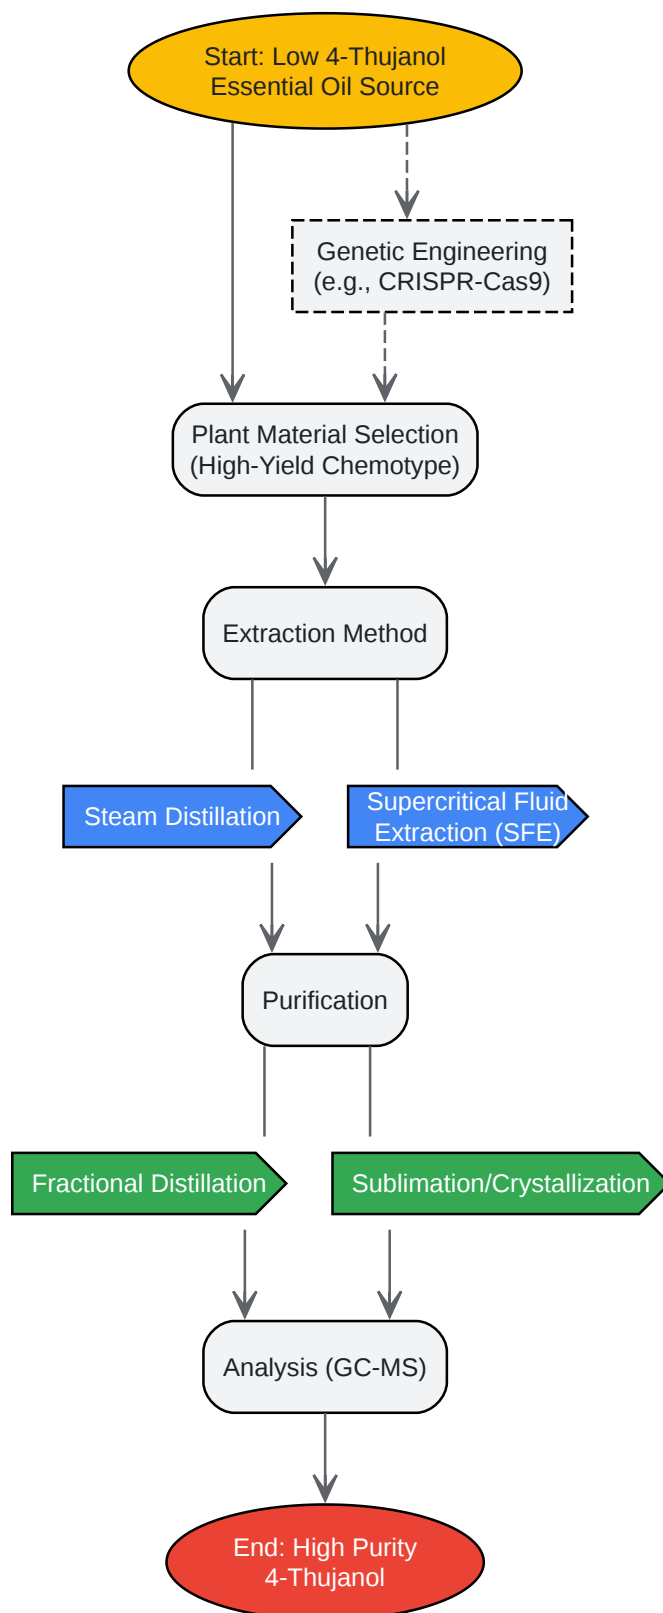 Start: Low 4-Thujanol
Essential Oil Source
Genetic Engineering
(e.g., CRISPR-Cas9)
Plant Material Selection
(High-Yield Chemotype)
Extraction Method
Steam Distillation
Supercritical Fluid
Extraction (SFE)
Purification
Fractional Distillation
Sublimation/Crystallization
Analysis (GC-MS)
End: High Purity
4-Thujanol